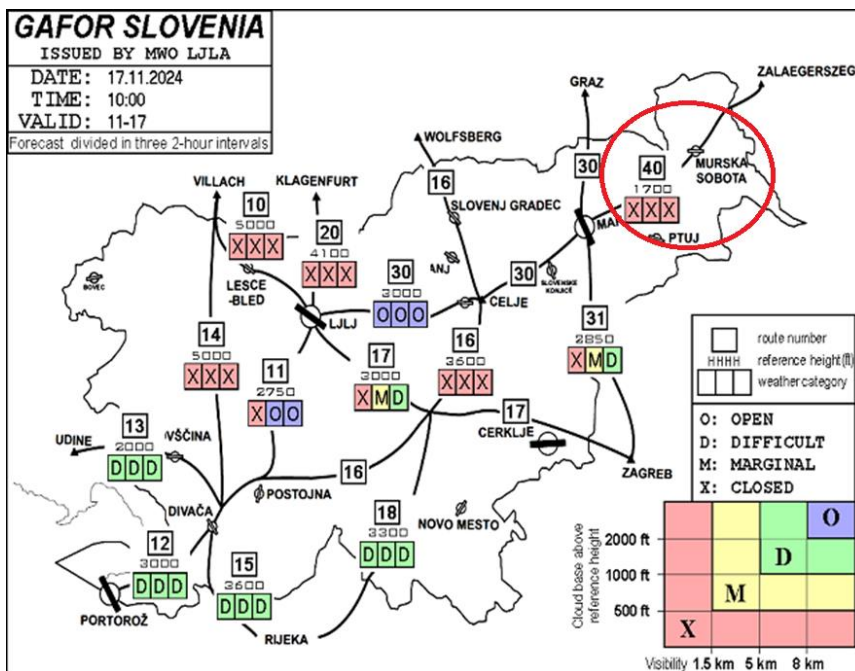 GAFOR SLOVENIA
ISSUED BY MWO LJLA
DATE: 17.11.2024
TIME: 10:00
VALID: 11-17
Forecast divided in three 2-hour intervals
ZALAEGERSZEG
GRAZ
WOLFSBERG
30
40
1700
XXX
MURSKA
SOBOTA
VILLACH
KLAGENFURT
16
10
5000
XXX
SLOVENJ GRADEC
20
4100
XXX
MAR
PTUJ
BOVEC
LESCE
-BLED
ANJ
30
3000
OOO
30
SLOVENSKE
KONJICE
CELJE
LJLJ
14
5000
XXX
31
2850
XMD
16
3600
XXX
17
3000
XMD
11
2750
XOO
route number
HHHH reference height(ft)
weather category
13
2000
DDD
UDINE
OVŠČINA
17
CERKLJE
ZAGREB
O: OPEN
D: DIFFICULT
M: MARGINAL
X: CLOSED
16
POSTOJNA
DIVAČA
NOVO MESTO
18
3300
DDD
12
3000
DDD
15
3600
DDD
PORTOROŽ
RIJEKA
Cloud base above
reference height
2000 ft
1000 ft
500 ft
O
D
M
X
Visibility 1.5 km 5 km 8 km